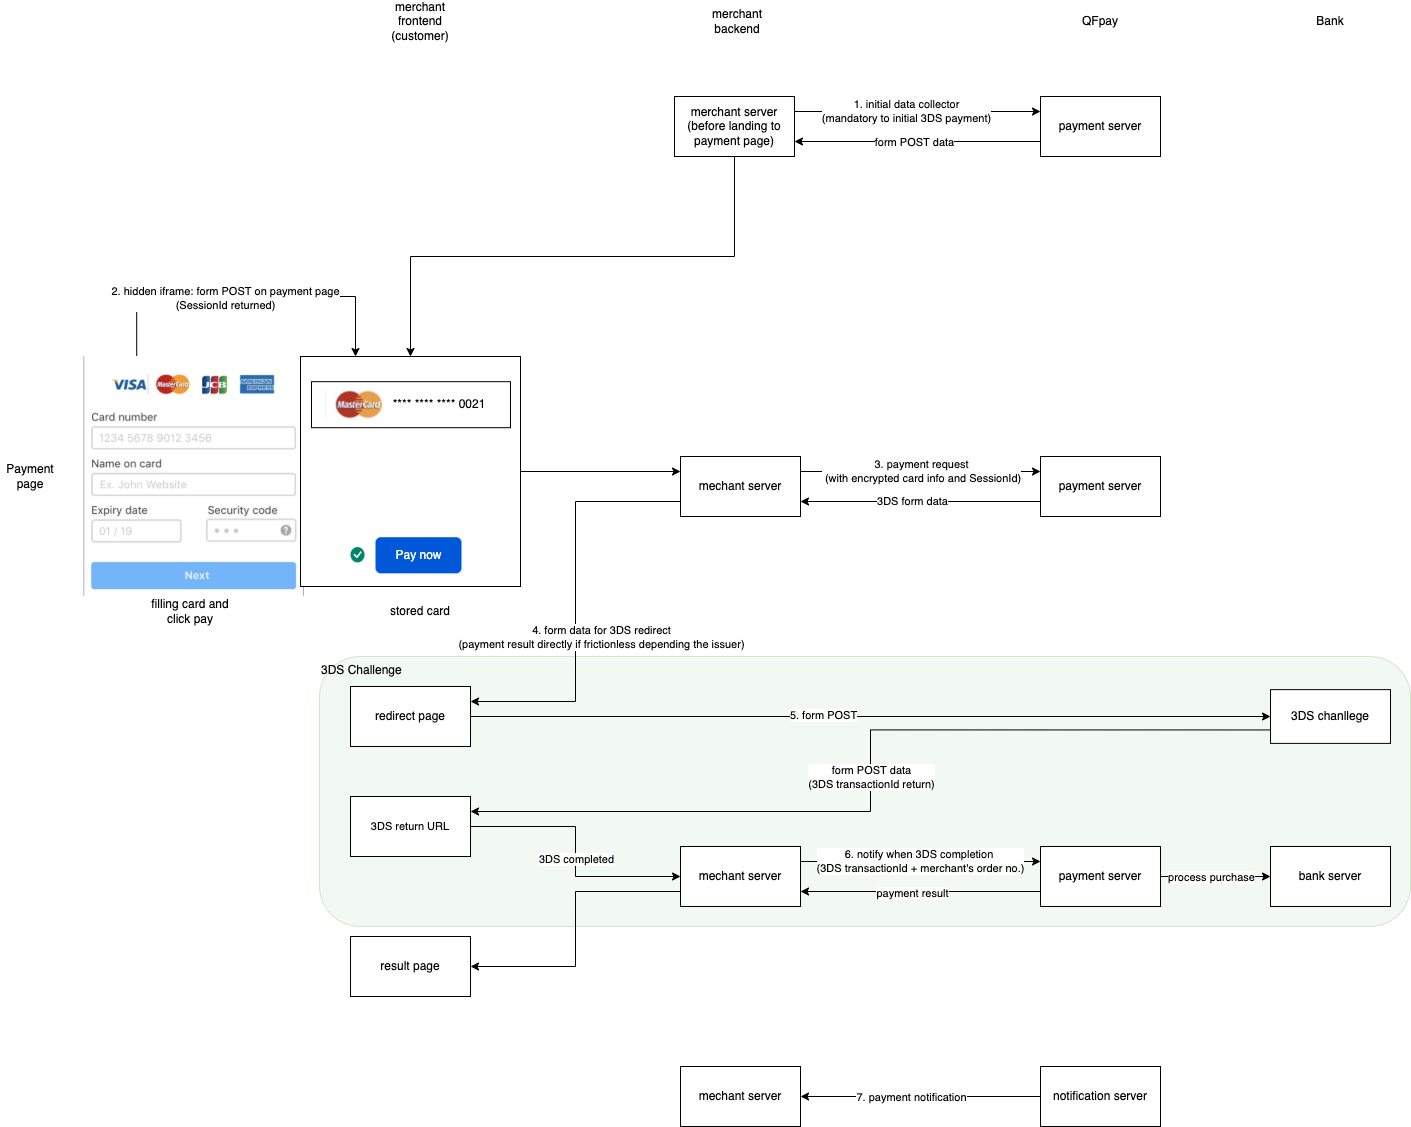 merchant
frontend
(customer)
merchant
backend
QFpay
Bank
merchant server
(before landing to
payment page)
1. initial data collector
(mandatory to initial 3DS payment)
form POST data
payment server
2. hidden iframe: form POST on payment page
(SessionId returned)
VISA
MasterCard
JCB
AMERICAN
EXPRESS
Card number
1234 5678 9012 3456
Name on card
Ex. John Website
Expiry date
Security code
01 / 19
?
Next
filling card and
click pay
Payment
page
MasterCard
**** **** **** 0021
Pay now
stored card
mechant server
3. payment request
(with encrypted card info and SessionId)
3DS form data
payment server
4. form data for 3DS redirect
(payment result directly if frictionless depending the issuer)
3DS Challenge
redirect page
5. form POST
3DS chanllege
form POST data
(3DS transactionId return)
3DS return URL
3DS completed
mechant server
6. notify when 3DS completion
(3DS transactionId + merchant's order no.)
payment result
payment server
process purchase
bank server
result page
mechant server
7. payment notification
notification server